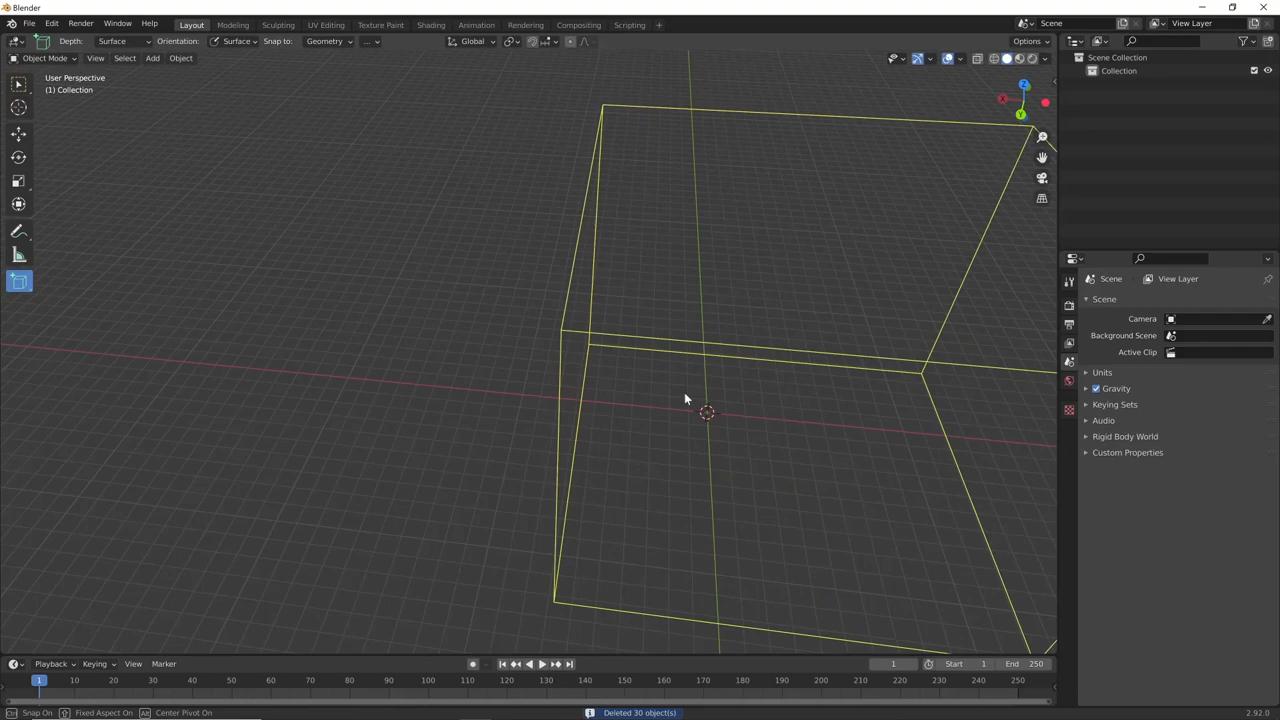 Blender
File Edit Render Window Help Layout Modeling Sculpting UV Editing Texture Paint Shading Animation Rendering Compositing Scripting + Scene View Layer
Depth: Surface Orientation: Surface Snap to: Geometry ... Global Options
Object Mode View Select Add Object
Scene Collection
Collection
User Perspective
(1) Collection
Z
X
Y
Scene View Layer
Scene
Camera
Background Scene
Active Clip
Units
Gravity
Keying Sets
Audio
Rigid Body World
Custom Properties
Playback Keying View Marker 1 Start 1 End 250
1 10 20 30 40 50 60 70 80 90 100 110 120 130 140 150 160 170 180 190 200 210 220 230 240 250
Snap On Fixed Aspect On Alt Center Pivot On Deleted 30 object(s) 2.92.0